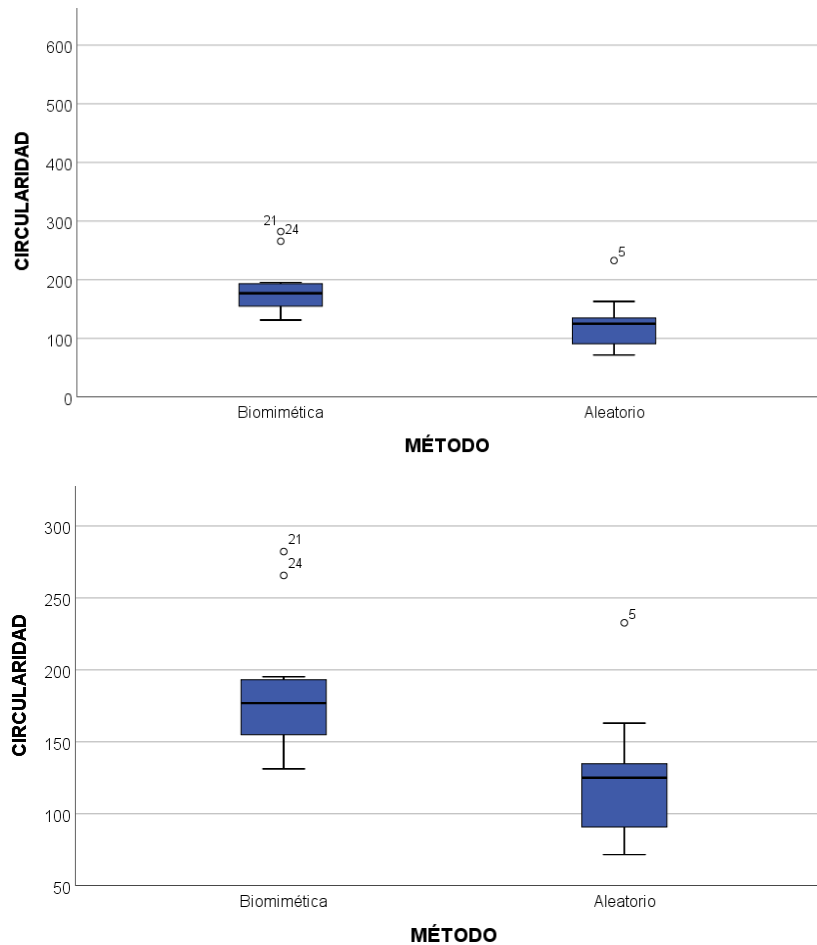 600
500
400
300
200
100
0
CIRCULARIDAD
21
24
5
Biomimética
Aleatorio
MÉTODO
300
250
200
150
100
50
CIRCULARIDAD
21
24
5
Biomimética
Aleatorio
MÉTODO